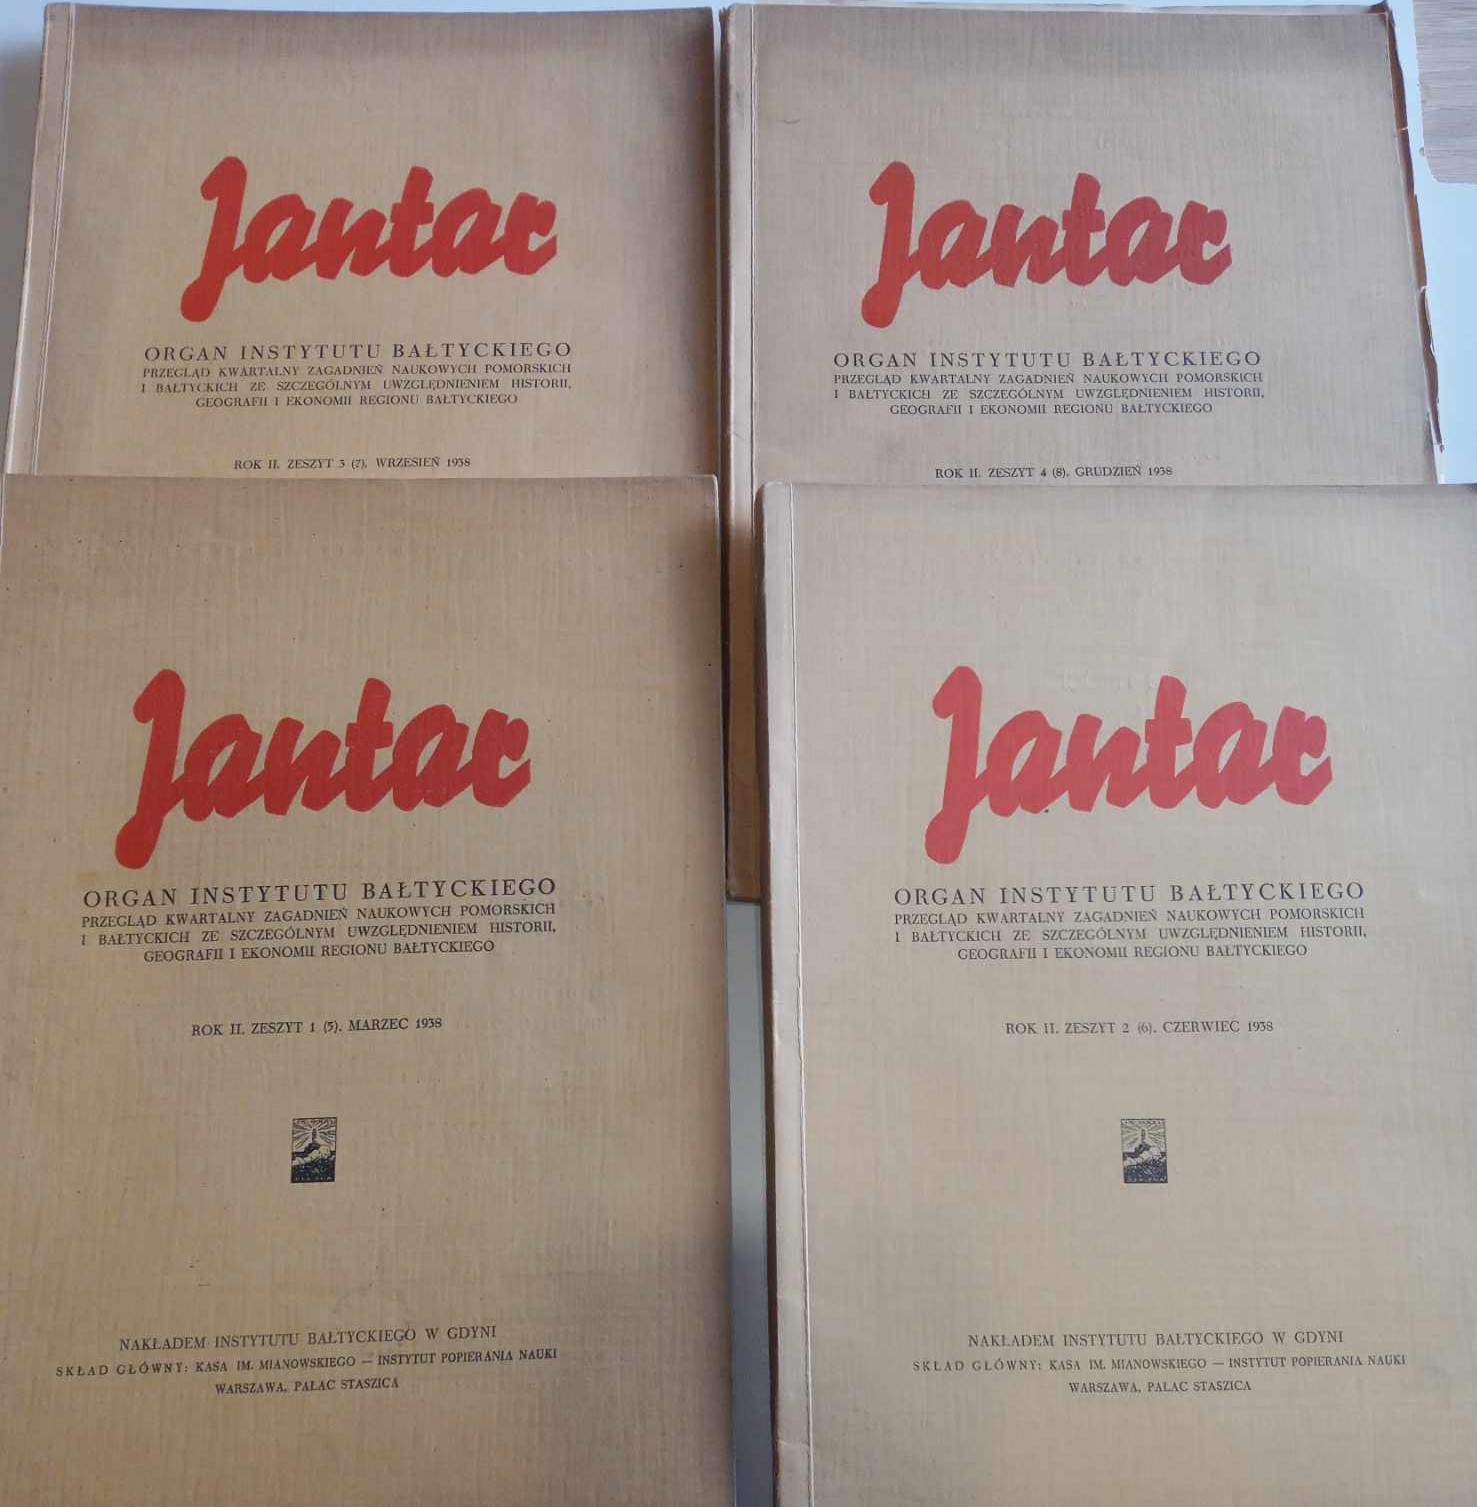 Jantar
ORGAN INSTYTUTU BAŁTYCKIEGO
PRZEGLĄD KWARTALNY ZAGADNIEŃ NAUKOWYCH POMORSKICH
I BAŁTYCKICH ZE SZCZEGÓLNYM UWZGLĘDNIENIEM HISTORII,
GEOGRAFII I EKONOMII REGIONU BAŁTYCKIEGO
ROK II. ZESZYT 3 (7). WRZESIEŃ 1938
Jantar
ORGAN INSTYTUTU BAŁTYCKIEGO
PRZEGLĄD KWARTALNY ZAGADNIEŃ NAUKOWYCH POMORSKICH
I BAŁTYCKICH ZE SZCZEGÓLNYM UWZGLĘDNIENIEM HISTORII,
GEOGRAFII I EKONOMII REGIONU BAŁTYCKIEGO
ROK II. ZESZYT 4 (8). GRUDZIEŃ 1938
Jantar
ORGAN INSTYTUTU BAŁTYCKIEGO
PRZEGLĄD KWARTALNY ZAGADNIEŃ NAUKOWYCH POMORSKICH
I BAŁTYCKICH ZE SZCZEGÓLNYM UWZGLĘDNIENIEM HISTORII,
GEOGRAFII I EKONOMII REGIONU BAŁTYCKIEGO
ROK II. ZESZYT 1 (5). MARZEC 1938
NAKŁADEM INSTYTUTU BAŁTYCKIEGO W GDYNI
SKŁAD GŁÓWNY: KASA IM. MIANOWSKIEGO — INSTYTUT POPIERANIA NAUKI
WARSZAWA, PAŁAC STASZICA
Jantar
ORGAN INSTYTUTU BAŁTYCKIEGO
PRZEGLĄD KWARTALNY ZAGADNIEŃ NAUKOWYCH POMORSKICH
I BAŁTYCKICH ZE SZCZEGÓLNYM UWZGLĘDNIENIEM HISTORII,
GEOGRAFII I EKONOMII REGIONU BAŁTYCKIEGO
ROK II. ZESZYT 2 (6). CZERWIEC 1938
NAKŁADEM INSTYTUTU BAŁTYCKIEGO W GDYNI
SKŁAD GŁÓWNY: KASA IM. MIANOWSKIEGO — INSTYTUT POPIERANIA NAUKI
WARSZAWA, PAŁAC STASZICA